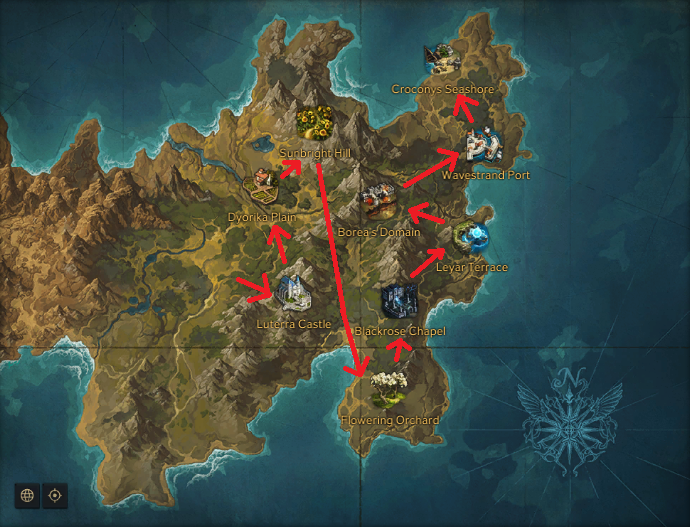 Croconys Seashore
Sunbright Hill
Wavestrand Port
Dyorika Plain
Borea's Domain
Leyar Terrace
Luterra Castle
Blackrose Chapel
Flowering Orchard
N